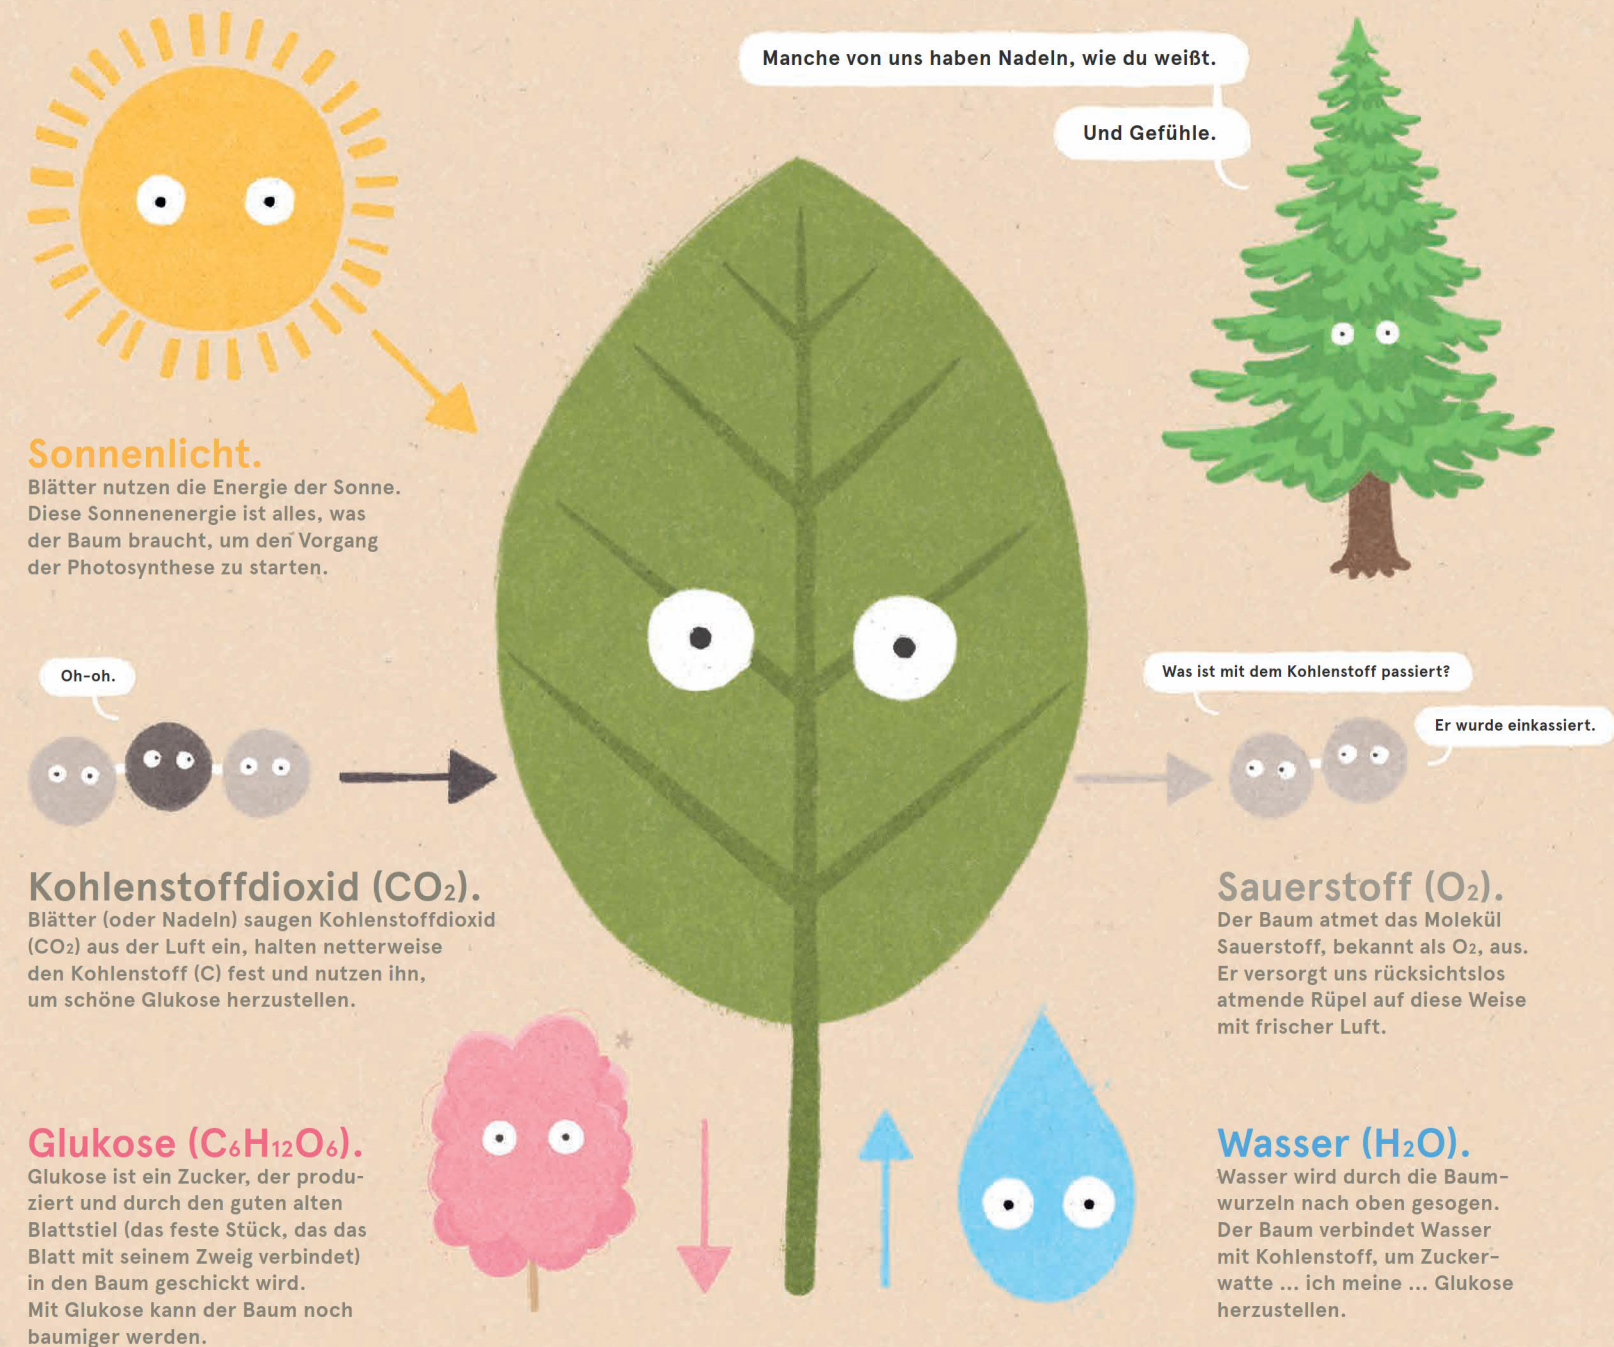 Manche von uns haben Nadeln, wie du weißt.
Und Gefühle.
Sonnenlicht.
Blätter nutzen die Energie der Sonne.
Diese Sonnenenergie ist alles, was
der Baum braucht, um den Vorgang
der Photosynthese zu starten.
Oh-oh.
Was ist mit dem Kohlenstoff passiert?
Er wurde einkassiert.
Kohlenstoffdioxid (CO₂).
Blätter (oder Nadeln) saugen Kohlenstoffdioxid
(CO₂) aus der Luft ein, halten netterweise
den Kohlenstoff (C) fest und nutzen ihn,
um schöne Glukose herzustellen.
Sauerstoff (O₂).
Der Baum atmet das Molekül
Sauerstoff, bekannt als O₂, aus.
Er versorgt uns rücksichtslos
atmende Rüpel auf diese Weise
mit frischer Luft.
*
Glukose (C₆H₁₂O₆).
Glukose ist ein Zucker, der produ-
ziert und durch den guten alten
Blattstiel (das feste Stück, das das
Blatt mit seinem Zweig verbindet)
in den Baum geschickt wird.
Mit Glukose kann der Baum noch
baumiger werden.
Wasser (H₂O).
Wasser wird durch die Baum-
wurzeln nach oben gesogen.
Der Baum verbindet Wasser
mit Kohlenstoff, um Zucker-
watte ... ich meine ... Glukose
herzustellen.